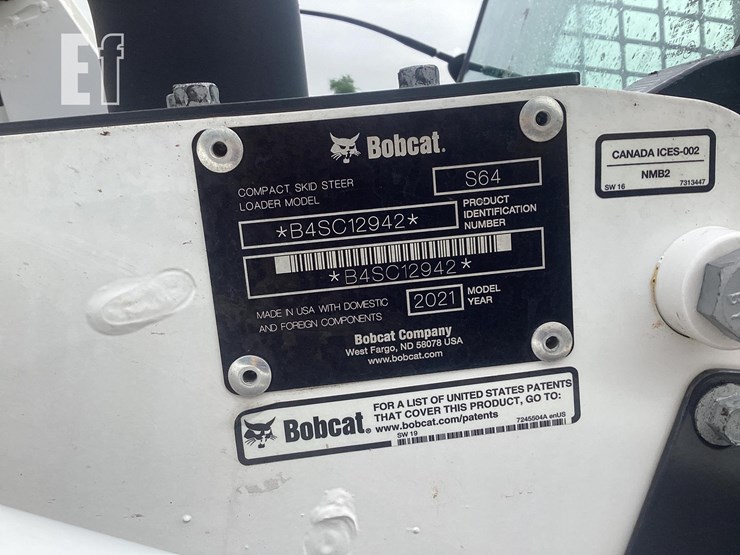 Ef
Bobcat.
COMPACT SKID STEER
LOADER MODEL
S64
*B4SC12942*
PRODUCT
IDENTIFICATION
NUMBER
*B4SC12942*
MADE IN USA WITH DOMESTIC
AND FOREIGN COMPONENTS
2021
MODEL
YEAR
Bobcat Company
West Fargo, ND 58078 USA
www.bobcat.com
CANADA ICES-002
NMB2
SW 16
7313447
Bobcat.
FOR A LIST OF UNITED STATES PATENTS
THAT COVER THIS PRODUCT, GO TO:
www.bobcat.com/patents
7245504A enUS
SW 19